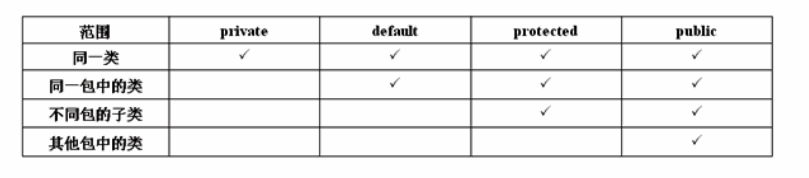 范围 private default protected public
同一类 ✓ ✓ ✓ ✓
同一包中的类 ✓ ✓ ✓
不同包的子类 ✓ ✓
其他包中的类 ✓